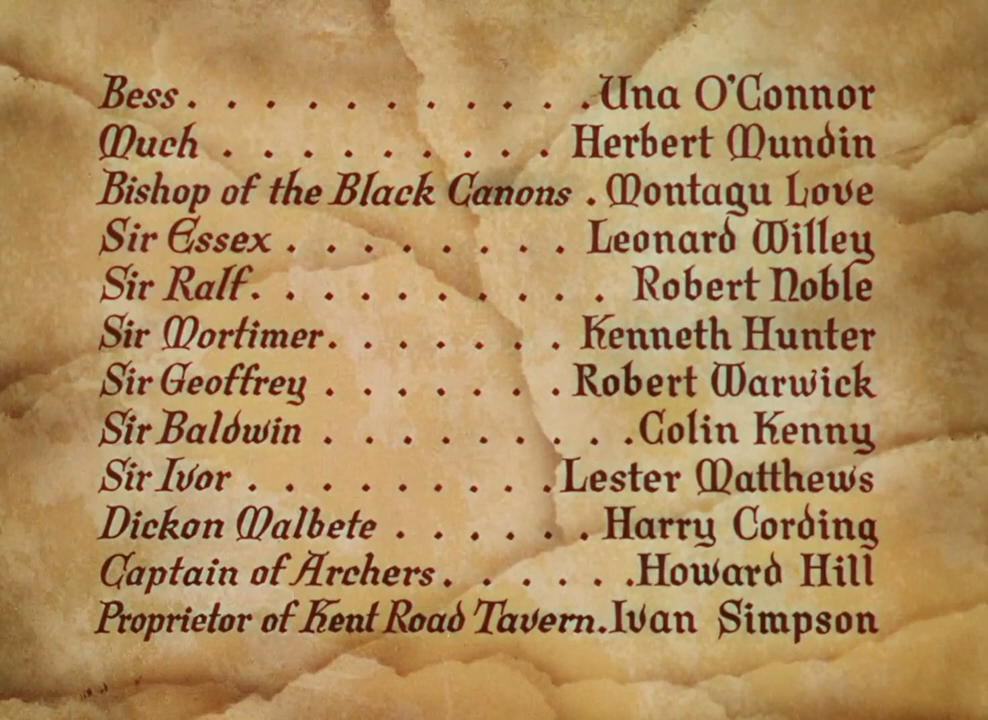 Bess. . . . . . . . . . . .Una O'Connor
Much . . . . . . . . . Herbert Mundin
Bishop of the Black Canons .Montagu Love
Sir Essex . . . . . . . . Leonard Willey
Sir Ralf. . . . . . . . . . Robert Noble
Sir Mortimer. . . . . . . Kenneth Hunter
Sir Geoffrey . . . . . . .Robert Warwick
Sir Baldwin . . . . . . . . .Colin Kenny
Sir Ivor . . . . . . . . .Lester Matthews
Dickon Malbete . . . . . .Harry Cording
Captain of Archers. . . . . .Howard Hill
Proprietor of Kent Road Tavern.Ivan Simpson